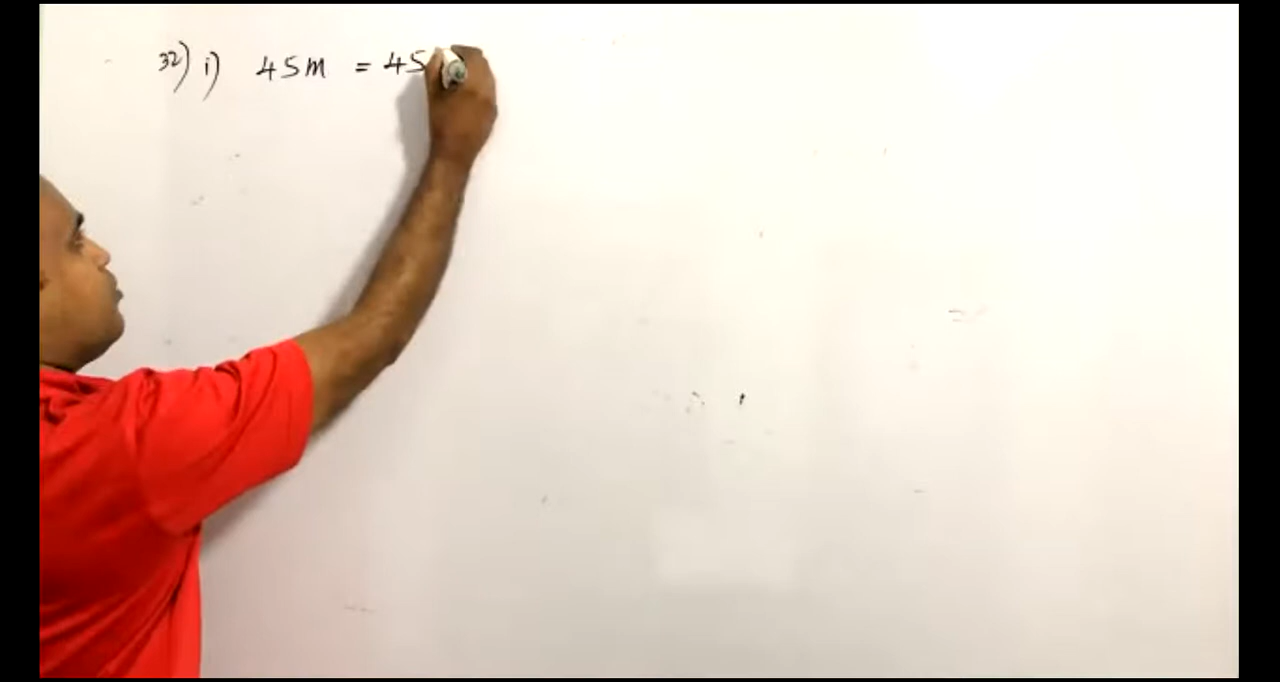 32) i) 45m = 45